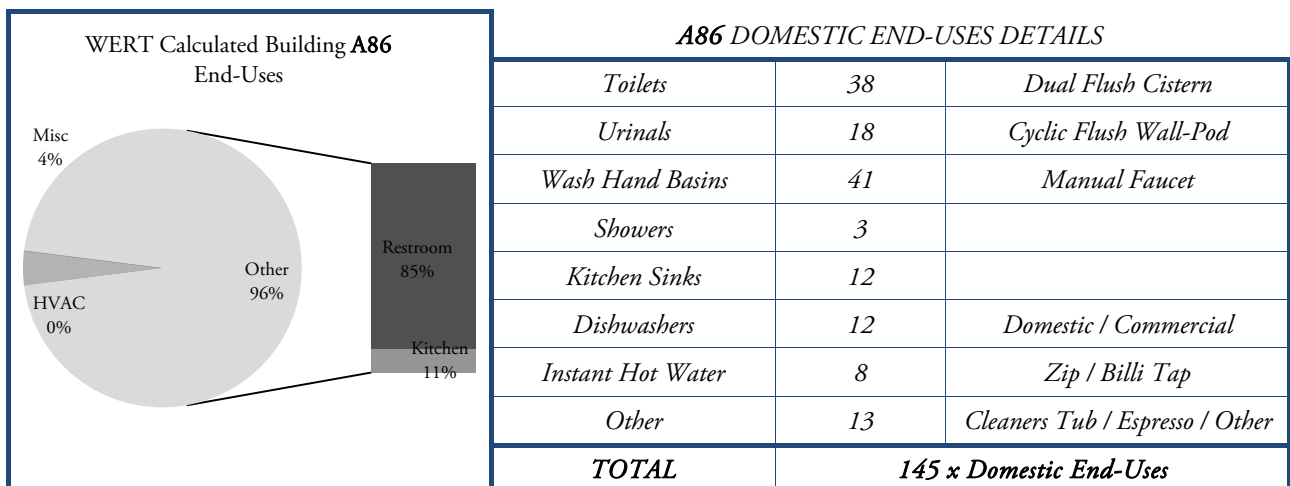 WERT Calculated Building A86
End-Uses
Misc
4%
HVAC
0%
Other
96%
Restroom
85%
Kitchen
11%
A86 DOMESTIC END-USES DETAILS
Toilets 38 Dual Flush Cistern
Urinals 18 Cyclic Flush Wall-Pod
Wash Hand Basins 41 Manual Faucet
Showers 3
Kitchen Sinks 12
Dishwashers 12 Domestic / Commercial
Instant Hot Water 8 Zip / Billi Tap
Other 13 Cleaners Tub / Espresso / Other
TOTAL 145 x Domestic End-Uses